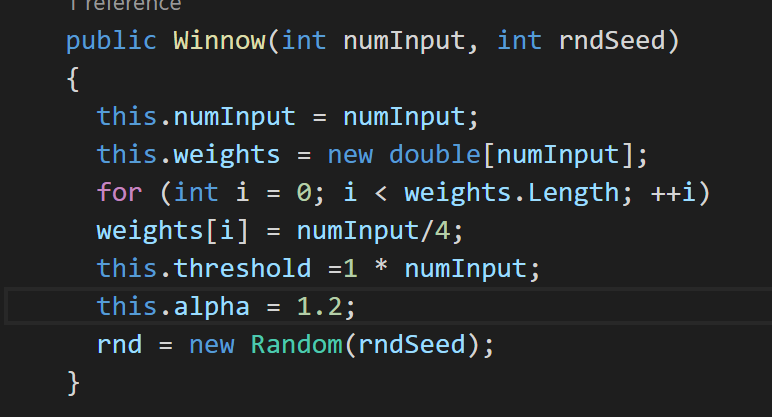 1 reference
public Winnow(int numInput, int rndSeed)
{
this.numInput = numInput;
this.weights = new double[numInput];
for (int i = 0; i < weights.Length; ++i)
weights[i] = numInput/4;
this.threshold =1 * numInput;
this.alpha = 1.2;
rnd = new Random(rndSeed);
}